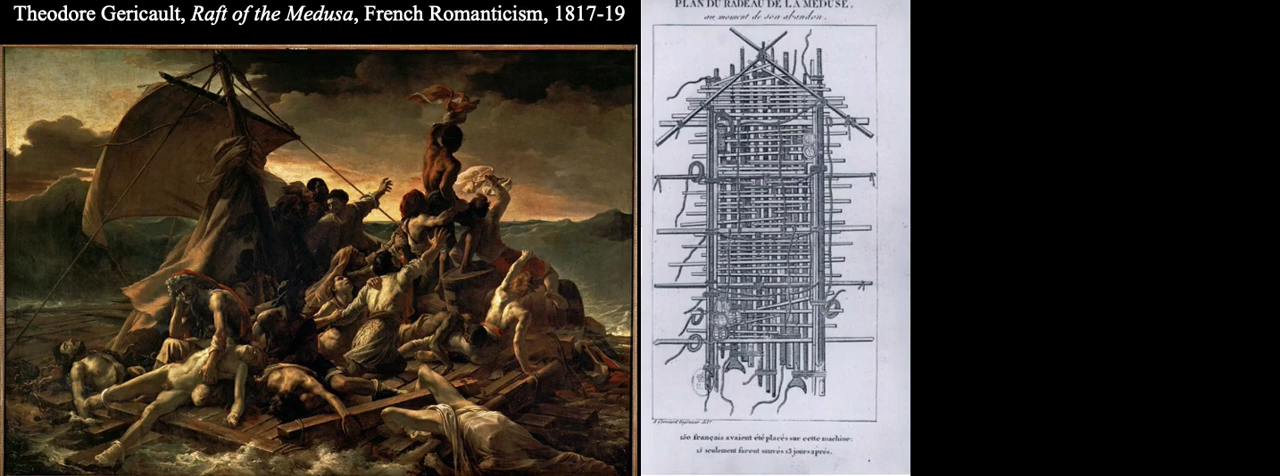 Theodore Gericault, Raft of the Medusa, French Romanticism, 1817-19
PLAN DU RADEAU DE LA MEDUSE,
au moment de son abandon.
150 français avaient été placés sur cette machine:
15 seulement furent sauvés 13 jours après.